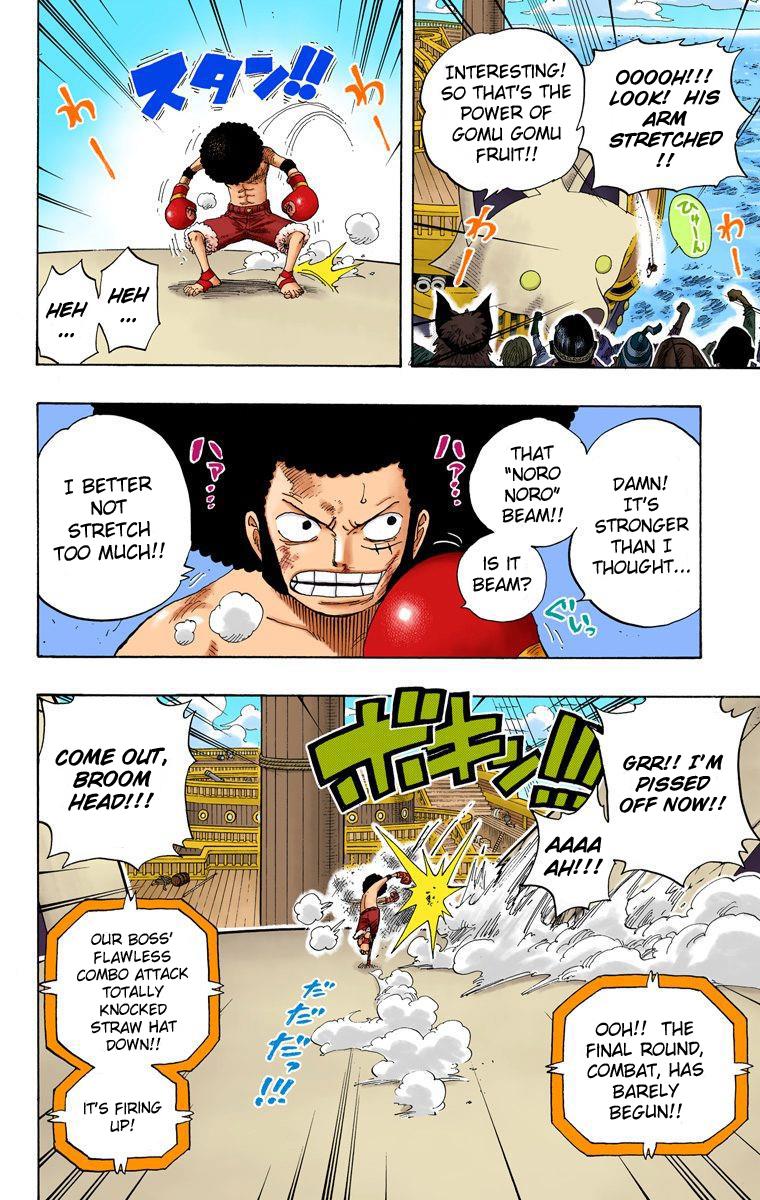 OOOOH!!!
LOOK! HIS
ARM
STRETCHED
!!
INTERESTING!
SO THAT'S THE
POWER OF
GOMU GOMU
FRUIT!!
ひゅーん
わー
わー
スタン!!
わー
わー
HEH
...
HEH
...
DAMN!
IT'S
STRONGER
THAN I
THOUGHT...
THAT
"NORO
NORO"
BEAM!!
IS IT
BEAM?
ぐいっ
ハァ…
ハァ…
I BETTER
NOT
STRETCH
TOO MUCH!!
GRR!! I'M
PISSED
OFF NOW!!
AAAA
AH!!!
ボキン!!!
COME OUT,
BROOM
HEAD!!!
だだだっ!!!
OOH!! THE
FINAL ROUND,
COMBAT, HAS
BARELY
BEGUN!!
OUR BOSS'
FLAWLESS
COMBO ATTACK
TOTALLY
KNOCKED
STRAW HAT
DOWN!!
IT'S FIRING
UP!